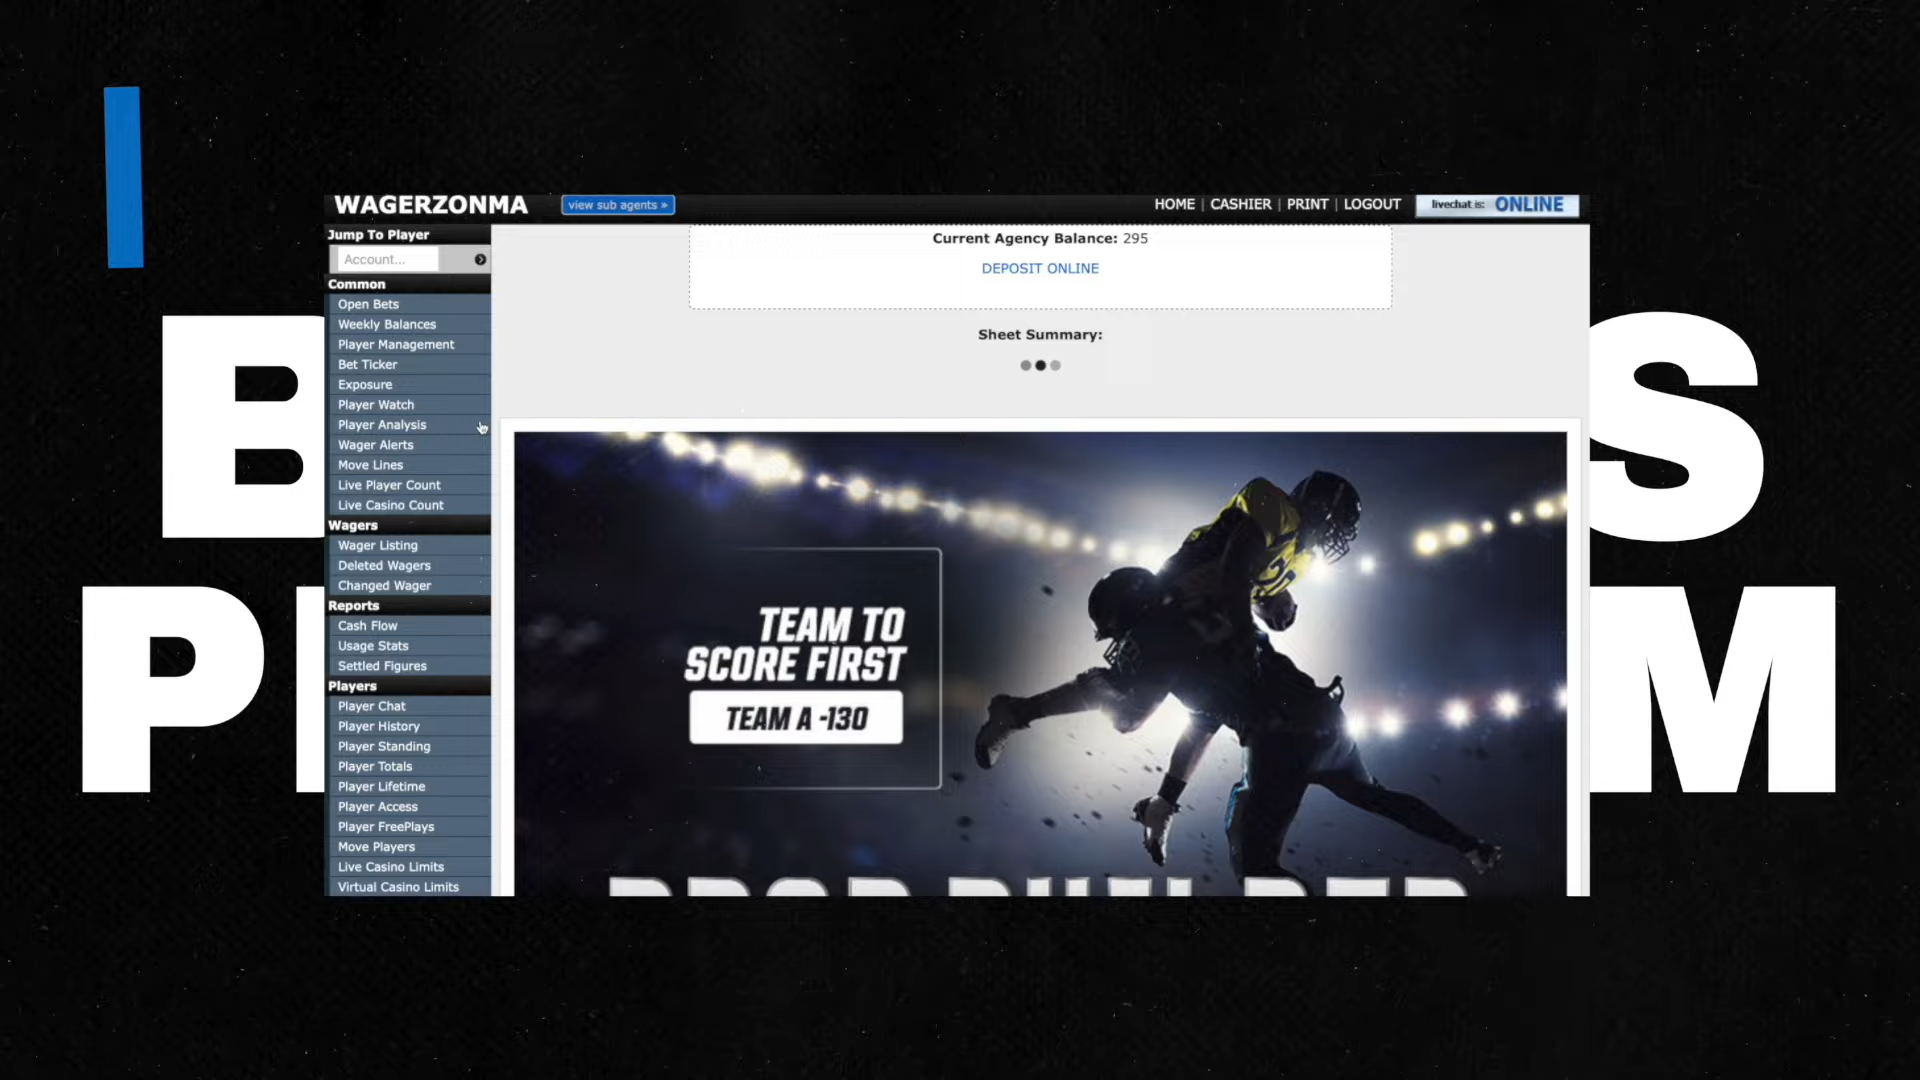 WAGERZONMA
view sub agents »
HOME | CASHIER | PRINT | LOGOUT
livechat is: ONLINE
Jump To Player
Account...
Common
Open Bets
Weekly Balances
Player Management
Bet Ticker
Exposure
Player Watch
Player Analysis
Wager Alerts
Move Lines
Live Player Count
Live Casino Count
Wagers
Wager Listing
Deleted Wagers
Changed Wager
Reports
Cash Flow
Usage Stats
Settled Figures
Players
Player Chat
Player History
Player Standing
Player Totals
Player Lifetime
Player Access
Player FreePlays
Move Players
Live Casino Limits
Virtual Casino Limits
Current Agency Balance: 295
DEPOSIT ONLINE
Sheet Summary:
TEAM TO
SCORE FIRST
TEAM A -130
PROP BUILDER